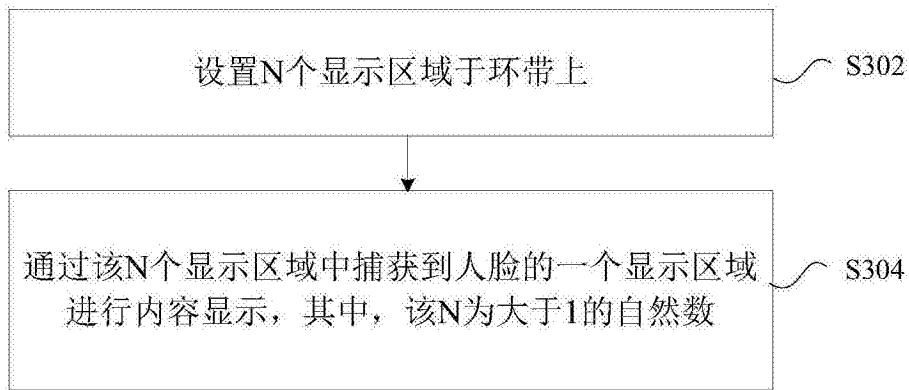 设置N个显示区域于环带上
S302
通过该N个显示区域中捕获到人脸的一个显示区域
进行内容显示，其中，该N为大于1的自然数
S304